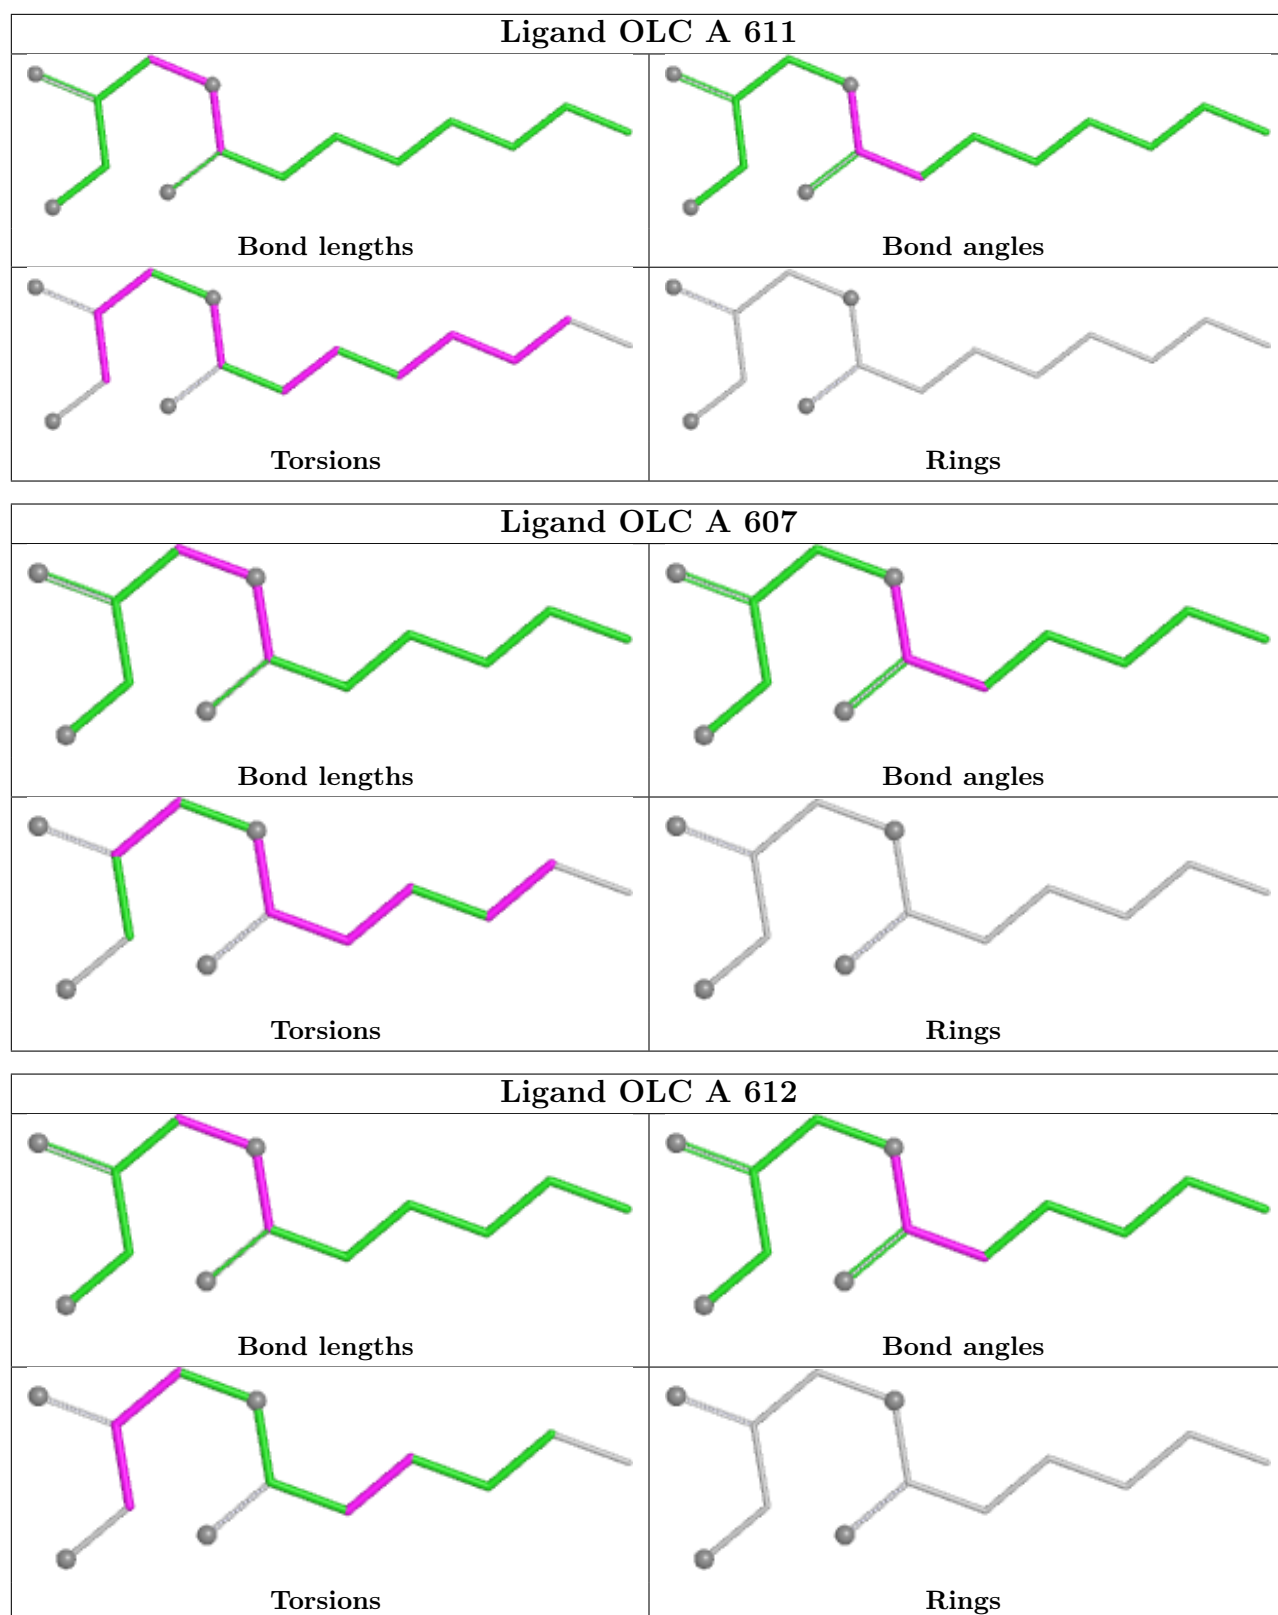 Ligand OLC A 611
Bond lengths
Bond angles
Torsions
Rings
Ligand OLC A 607
Bond lengths
Bond angles
Torsions
Rings
Ligand OLC A 612
Bond lengths
Bond angles
Torsions
Rings